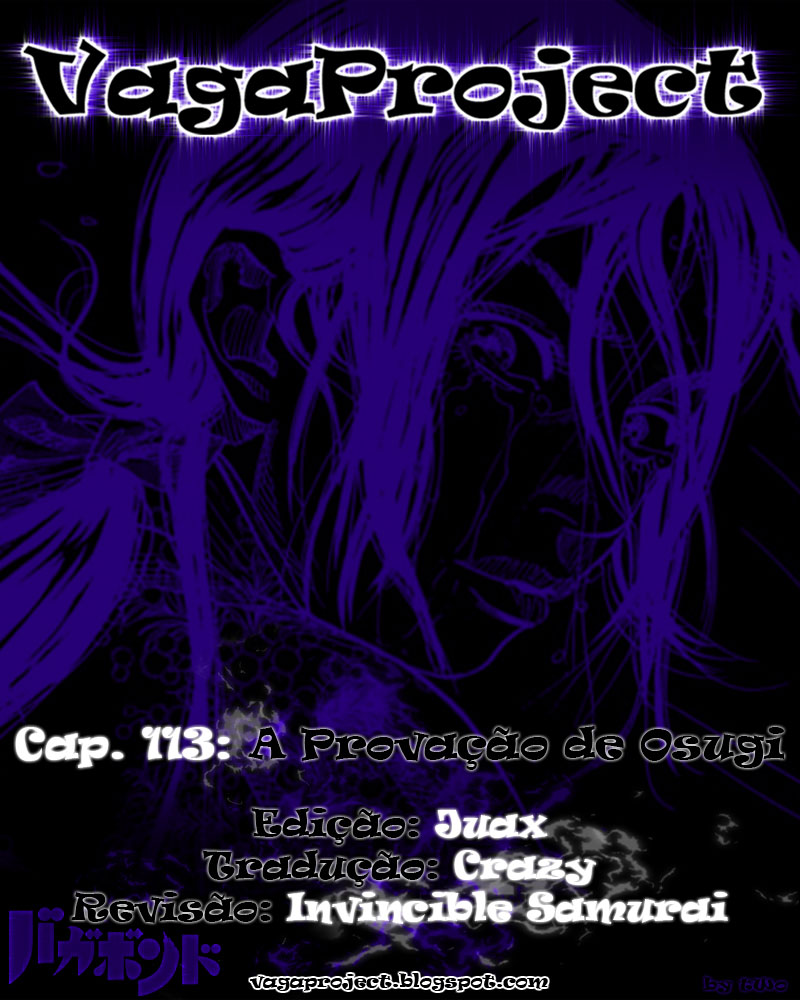 VagaProject
Cap. 113: A Provação de Osugi
Edição: Juax
Tradução: Crazy
Revisão: Invincible Samurai
バガボンド
vagaproject.blogspot.com